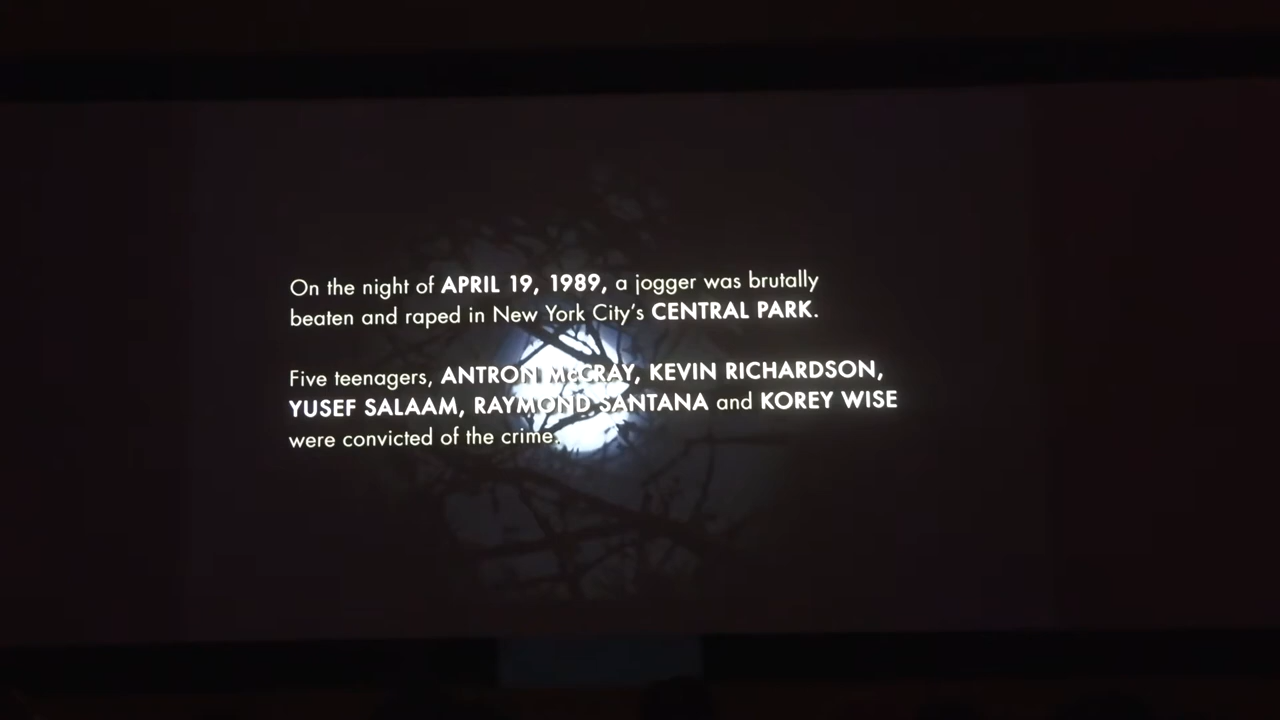 On the night of APRIL 19, 1989, a jogger was brutally
beaten and raped in New York City's CENTRAL PARK.
Five teenagers, ANTRON McCRAY, KEVIN RICHARDSON,
YUSEF SALAAM, RAYMOND SANTANA and KOREY WISE
were convicted of the crime.